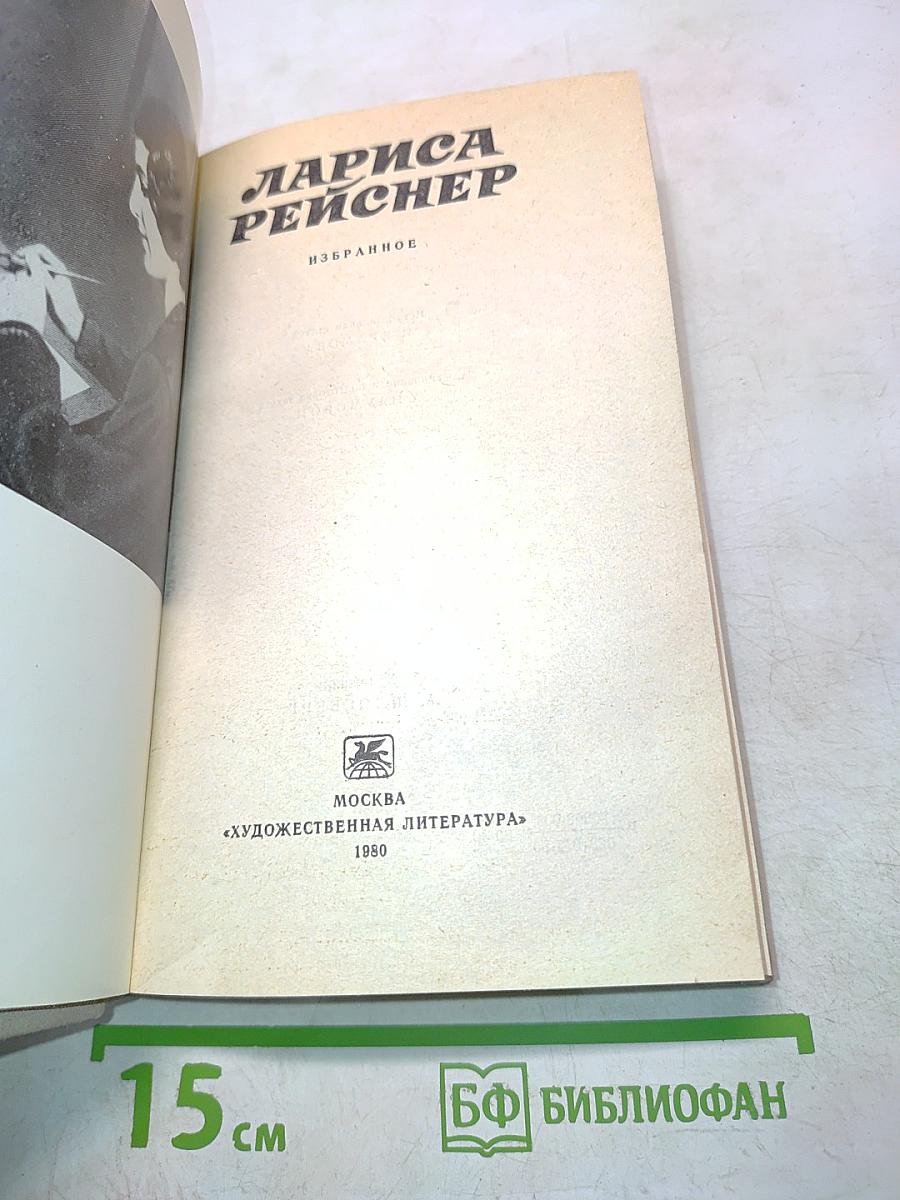 ЛАРИСА
РЕЙСНЕР
ИЗБРАННОЕ
МОСКВА
«ХУДОЖЕСТВЕННАЯ ЛИТЕРАТУРА»
1980
15 см
БФ БИБЛИОФАН